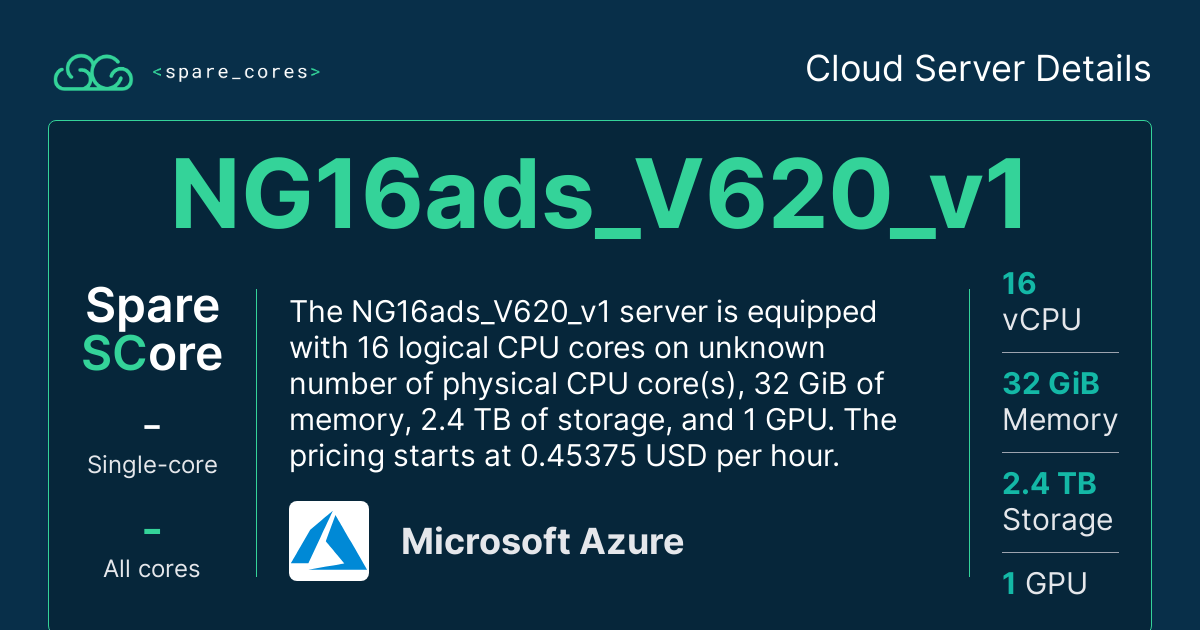 <spare_cores>
Cloud Server Details
NG16ads_V620_v1
Spare
SCore
–
Single-core
–
All cores
The NG16ads_V620_v1 server is equipped
with 16 logical CPU cores on unknown
number of physical CPU core(s), 32 GiB of
memory, 2.4 TB of storage, and 1 GPU. The
pricing starts at 0.45375 USD per hour.
Microsoft Azure
16
vCPU
32 GiB
Memory
2.4 TB
Storage
1 GPU